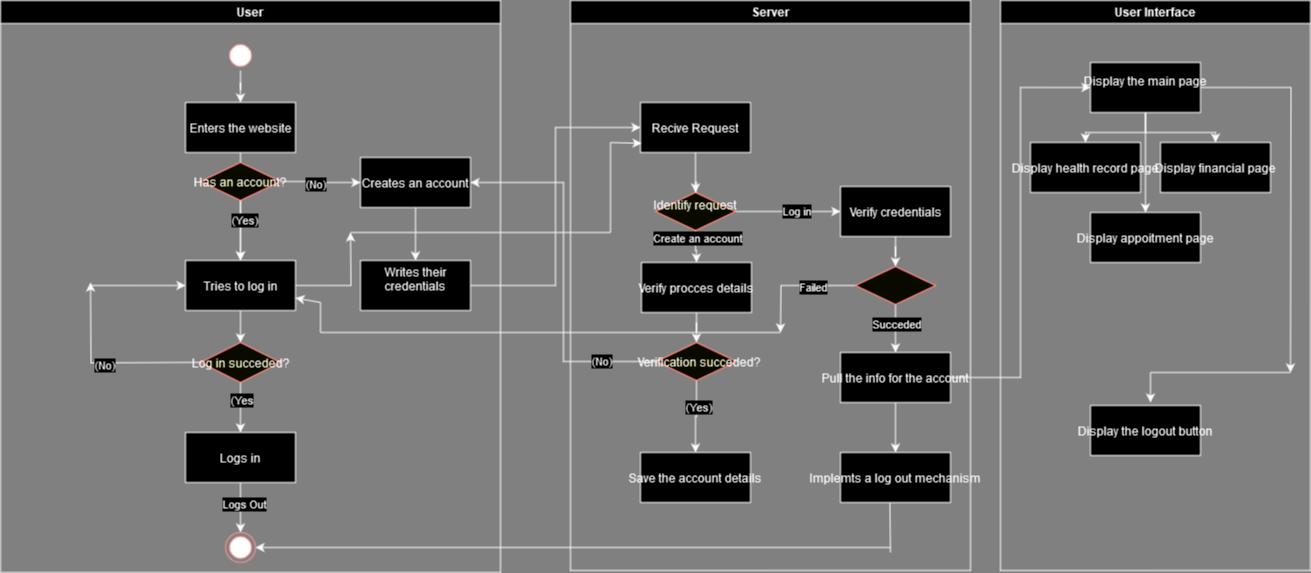 User
Enters the website
Has an account?
(No)
Creates an account
(Yes)
Tries to log in
Writes their
credentials
Log in succeded?
(No)
(Yes
Logs in
Logs Out
Server
Recive Request
Identify request
Log in
Verify credentials
Create an account
Verify procces details
Failed
Succeded
Verification succeded?
(No)
(Yes)
Pull the info for the account
Save the account details
Implemts a log out mechanism
User Interface
Display the main page
Display health record page
Display financial page
Display appoitment page
Display the logout button